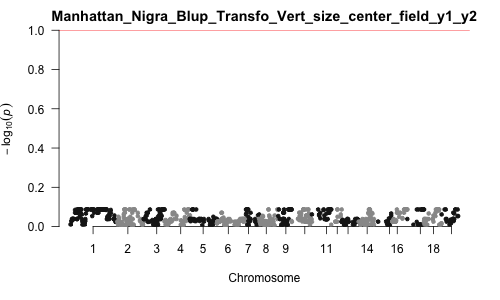 Manhattan_Nigra_Blup_Transfo_Vert_size_center_field_y1_y2
1.0
0.8
0.6
0.4
0.2
0.0
− log10(p)
1 2 3 4 5 6 7 8 9 11 14 16 18
Chromosome